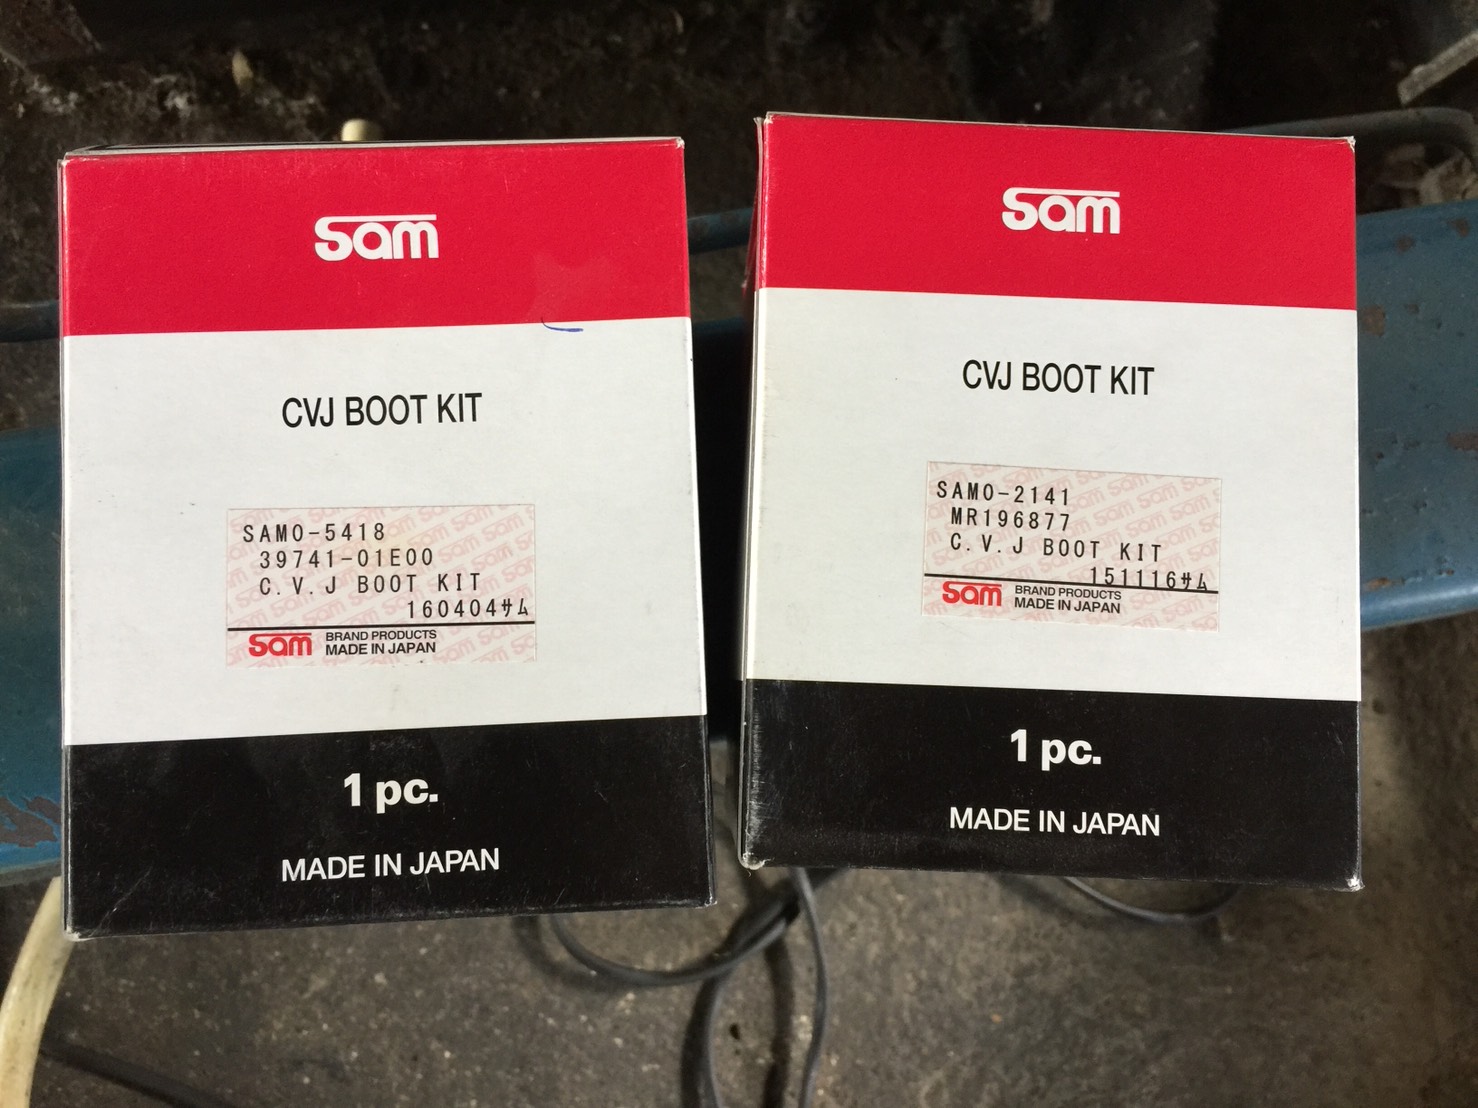 Sam
CVJ BOOT KIT
SAMO-5418
39741-01E00
C.V.J BOOT KIT
160404サム
Sam BRAND PRODUCTS
MADE IN JAPAN
1 pc.
MADE IN JAPAN
Sam
CVJ BOOT KIT
SAMO-2141
MR196877
C.V.J BOOT KIT
151116サム
Sam BRAND PRODUCTS
MADE IN JAPAN
1 pc.
MADE IN JAPAN